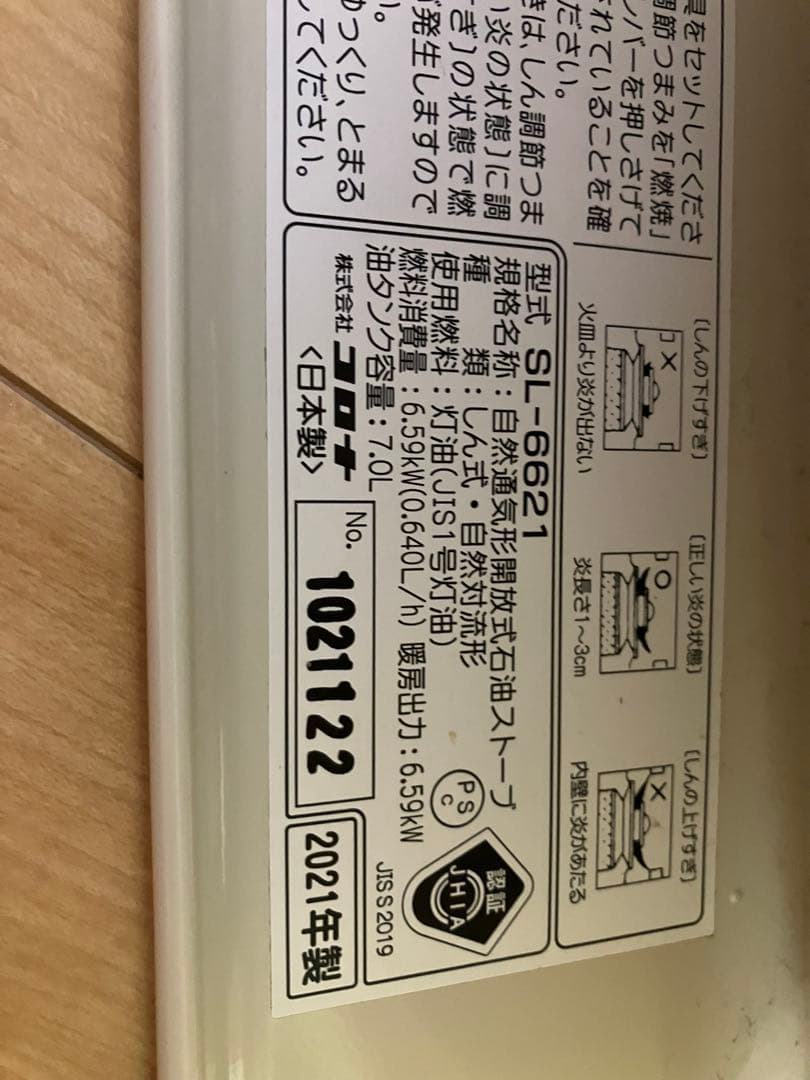 具をセットしてくださ
調節つまみを「燃焼」
バーを押しさげて
れていることを確
ださい。
は、しん調節つま
い炎の状態〕に調
すぎ〕の状態で燃
発生しますので
い。
ゆっくり、とまる
してください。
〔しんの下げすぎ〕
火皿より炎が出ない
〔正しい炎の状態〕
炎長さ1〜3cm
〔しんの上げすぎ〕
内壁に炎があたる
型式 SL-6621
規格名称：自然通気形開放式石油ストーブ
種 類：しん式・自然対流形
使用燃料：灯油(JIS1号灯油)
燃料消費量：6.59kW(0.640L/h) 暖房出力：6.59kW
油タンク容量：7.0L
株式会社 コロナ
〈日本製〉
No. 1021122
PSC
認証
JHIA
JIS S 2019
2021年製